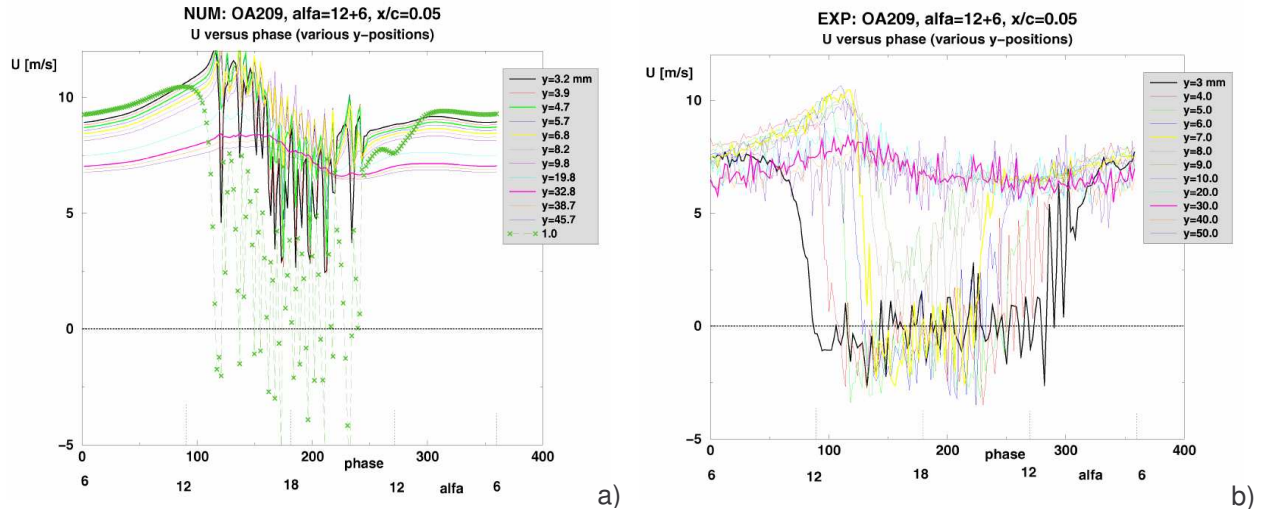 NUM: OA209, alfa=12+6, x/c=0.05
U versus phase (various y−positions)
U [m/s]
10
5
0
−5
0
100
200
300
400
phase
6
12
18
12
alfa
6
y=3.2 mm
y=3.9
y=4.7
y=5.7
y=6.8
y=8.2
y=9.8
y=19.8
y=32.8
y=38.7
y=45.7
1.0
a)
EXP: OA209, alfa=12+6, x/c=0.05
U versus phase (various y−positions)
U [m/s]
10
5
0
−5
0
100
200
300
400
phase
6
12
18
12
alfa
6
y=3 mm
y=4.0
y=5.0
y=6.0
y=7.0
y=8.0
y=9.0
y=10.0
y=20.0
y=30.0
y=40.0
y=50.0
b)